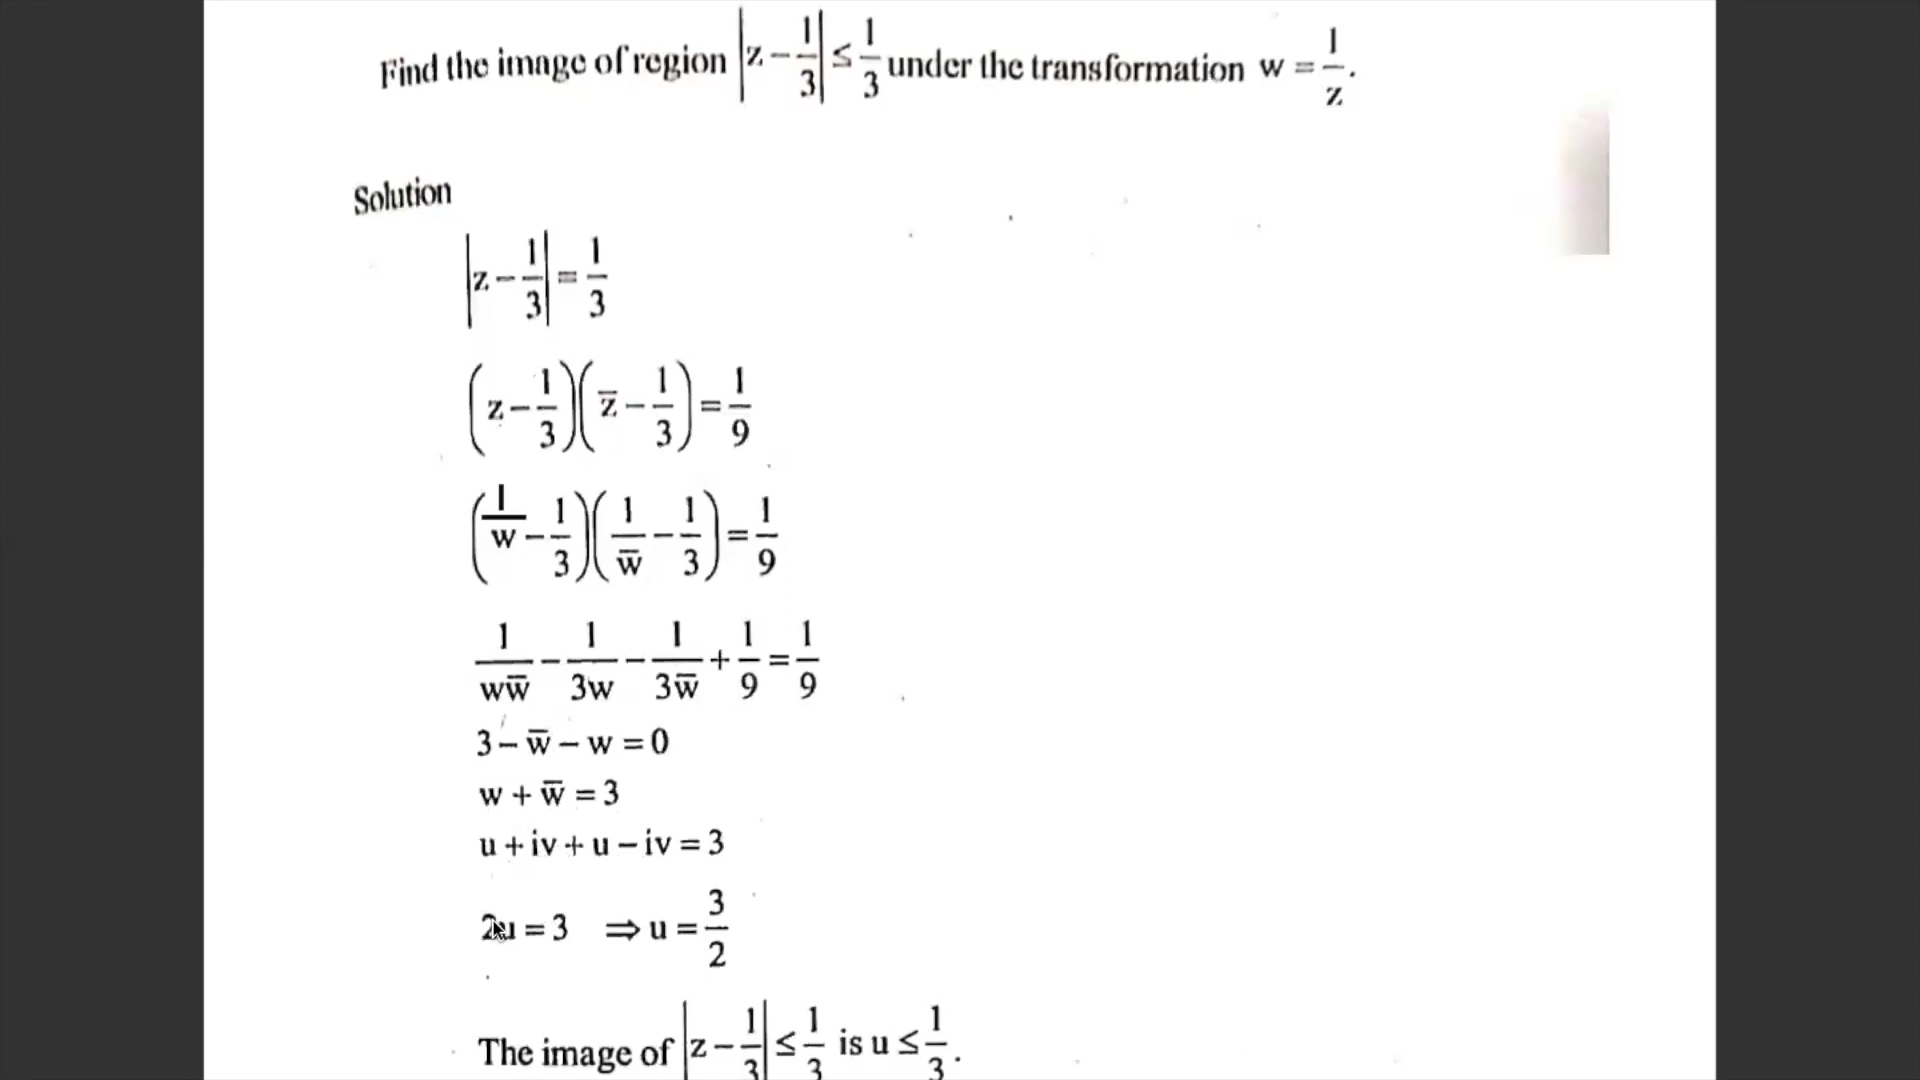 Find the image of region |z − 1/3| ≤ 1/3 under the transformation w = 1/z.
Solution
|z − 1/3| = 1/3
(z − 1/3)(z̅ − 1/3) = 1/9
(1/w − 1/3)(1/w̅ − 1/3) = 1/9
1/ww̅ − 1/3w − 1/3w̅ + 1/9 = 1/9
3 − w̅ − w = 0
w + w̅ = 3
u + iv + u − iv = 3
2u = 3 ⇒ u = 3/2
The image of |z − 1/3| ≤ 1/3 is u ≤ 1/3.